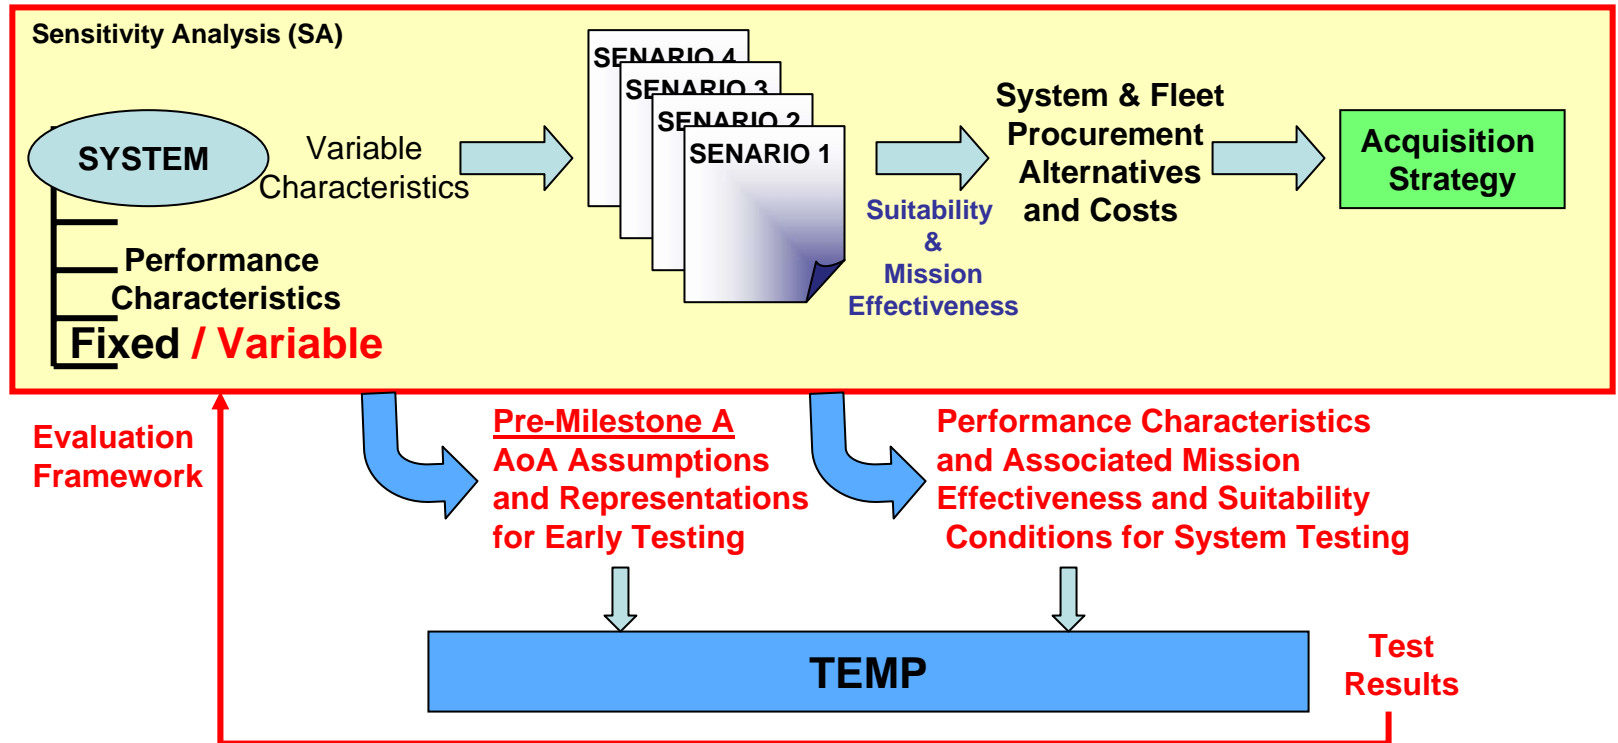 Sensitivity Analysis (SA)
SYSTEM
Variable
Characteristics
Performance
Characteristics
Fixed / Variable
SENARIO 4
SENARIO 3
SENARIO 2
SENARIO 1
Suitability
&
Mission
Effectiveness
System & Fleet
Procurement
Alternatives
and Costs
Acquisition
Strategy
Evaluation
Framework
Pre-Milestone A
AoA Assumptions
and Representations
for Early Testing
Performance Characteristics
and Associated Mission
Effectiveness and Suitability
Conditions for System Testing
TEMP
Test
Results